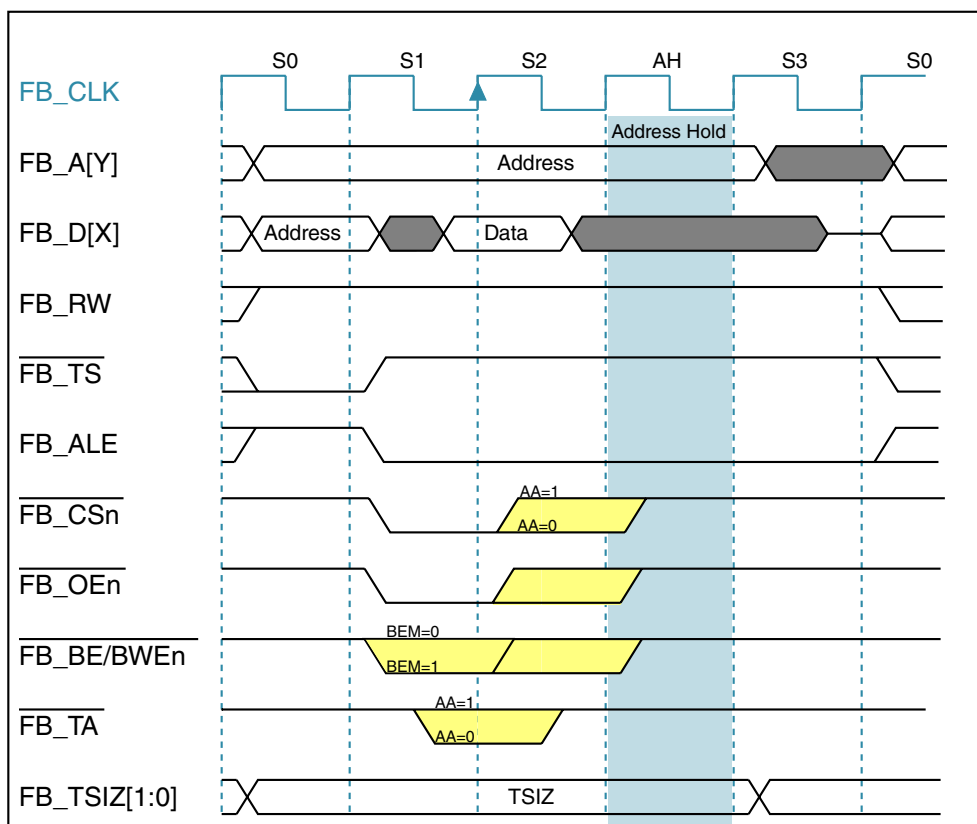 S0 S1 S2 AH S3 S0
FB_CLK
Address Hold
FB_A[Y] Address
FB_D[X] Address Data
FB_RW
FB_TS
FB_ALE
AA=1
FB_CSn AA=0
FB_OEn
BEM=0
FB_BE/BWEn BEM=1
AA=1
FB_TA AA=0
FB_TSIZ[1:0] TSIZ